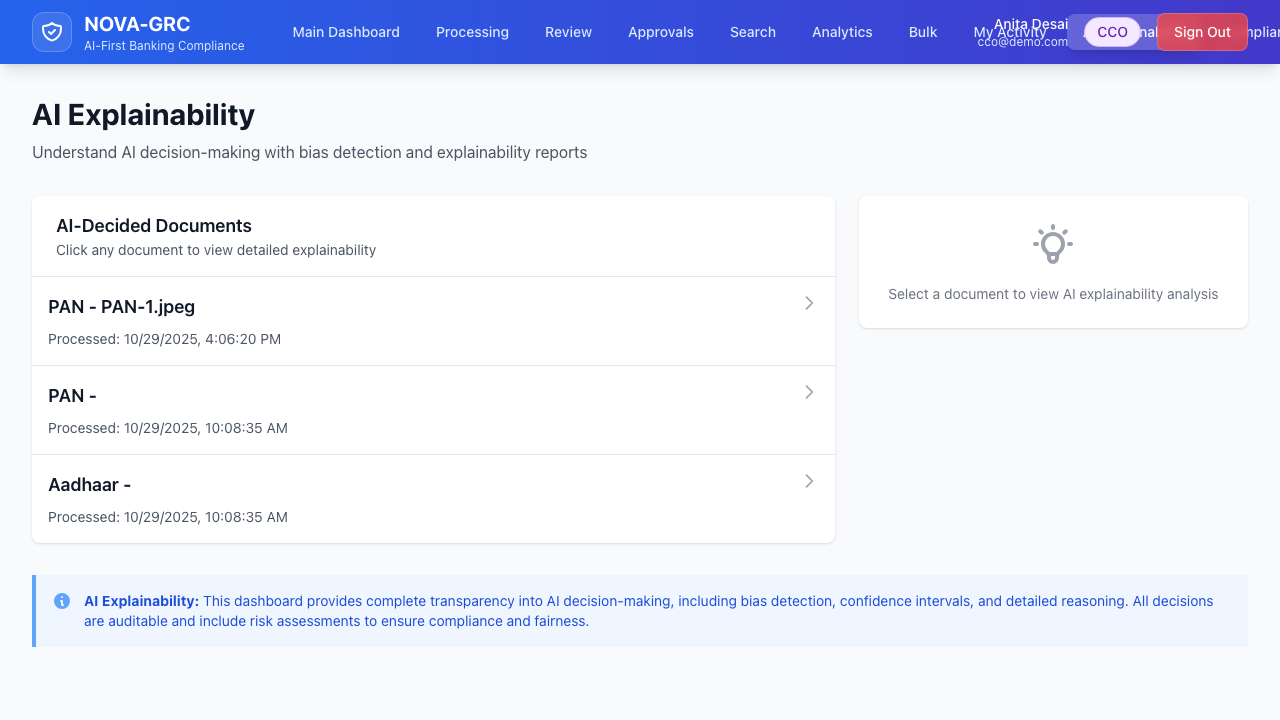 NOVA-GRC
AI-First Banking Compliance
Main Dashboard
Processing
Review
Approvals
Search
Analytics
Bulk
My Activity
Anita Desai
cco@demo.com
CCO
Sign Out
AI Explainability
Understand AI decision-making with bias detection and explainability reports
AI-Decided Documents
Click any document to view detailed explainability
PAN - PAN-1.jpeg
Processed: 10/29/2025, 4:06:20 PM
PAN -
Processed: 10/29/2025, 10:08:35 AM
Aadhaar -
Processed: 10/29/2025, 10:08:35 AM
Select a document to view AI explainability analysis
AI Explainability: This dashboard provides complete transparency into AI decision-making, including bias detection, confidence intervals, and detailed reasoning. All decisions
are auditable and include risk assessments to ensure compliance and fairness.